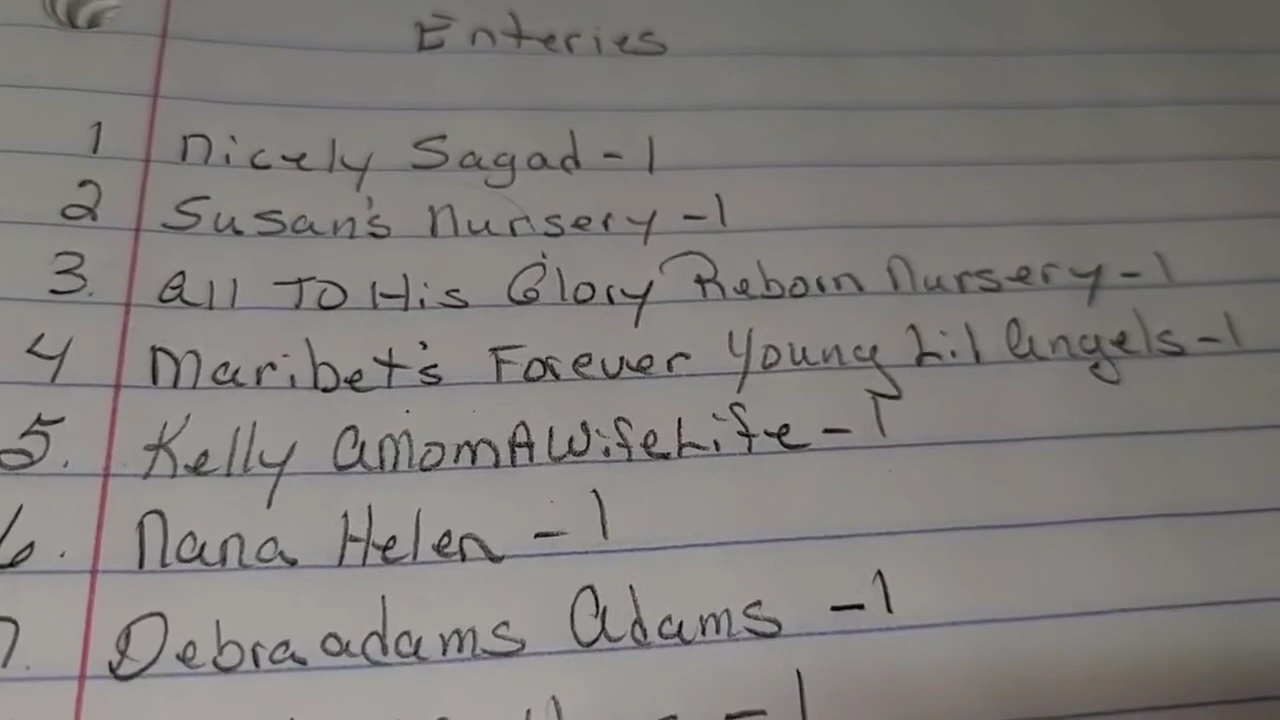 Enteries
1 Nicely Sagad - 1
2 Susan's Nursery - 1
3. All To His Glory Reborn Nursery - 1
4 Maribet's Forever Young Lil Angels - 1
5. Kelly AMomAWifeLife - 1
6. Nana Helen - 1
7. Debraadams Adams - 1
- 1